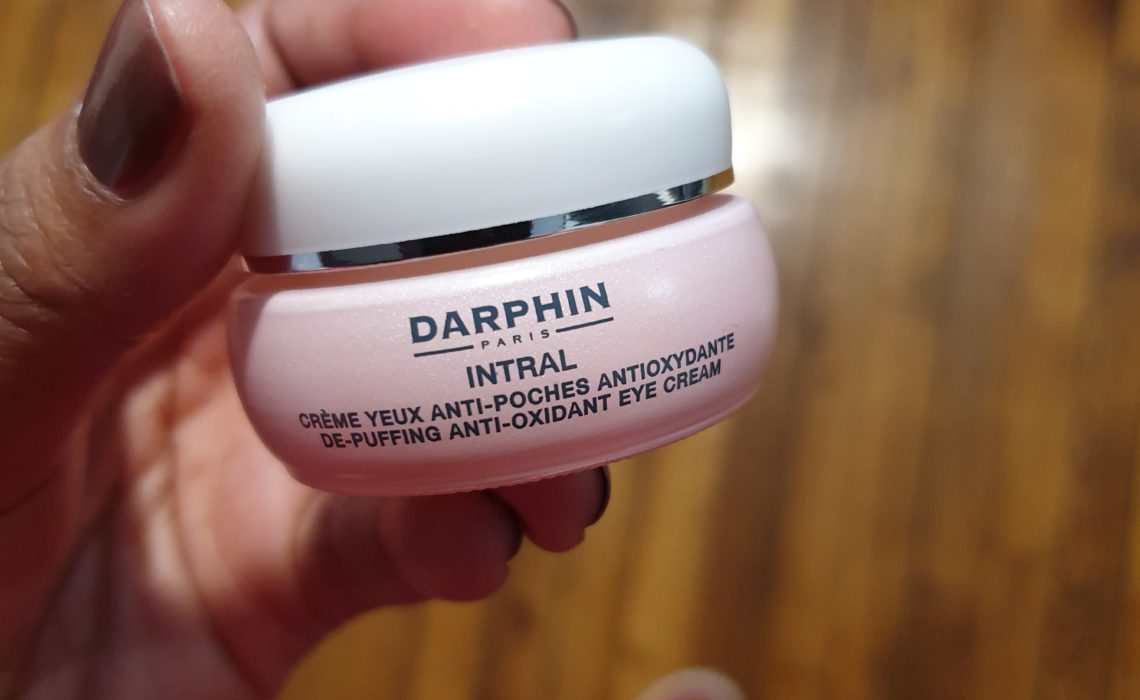 DARPHIN
PARIS
INTRAL
CRÈME YEUX ANTI-POCHES ANTIOXYDANTE
DE-PUFFING ANTI-OXIDANT EYE CREAM